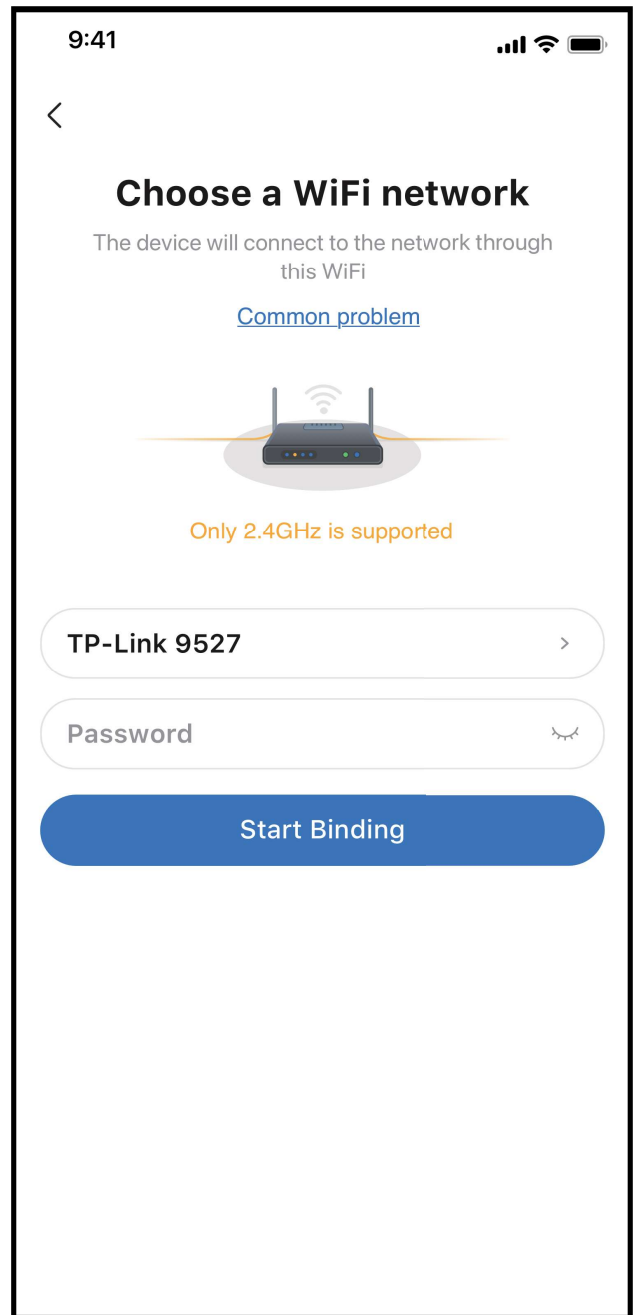 9:41
Choose a WiFi network
The device will connect to the network through
this WiFi
Common problem
Only 2.4GHz is supported
TP-Link 9527
Password
Start Binding